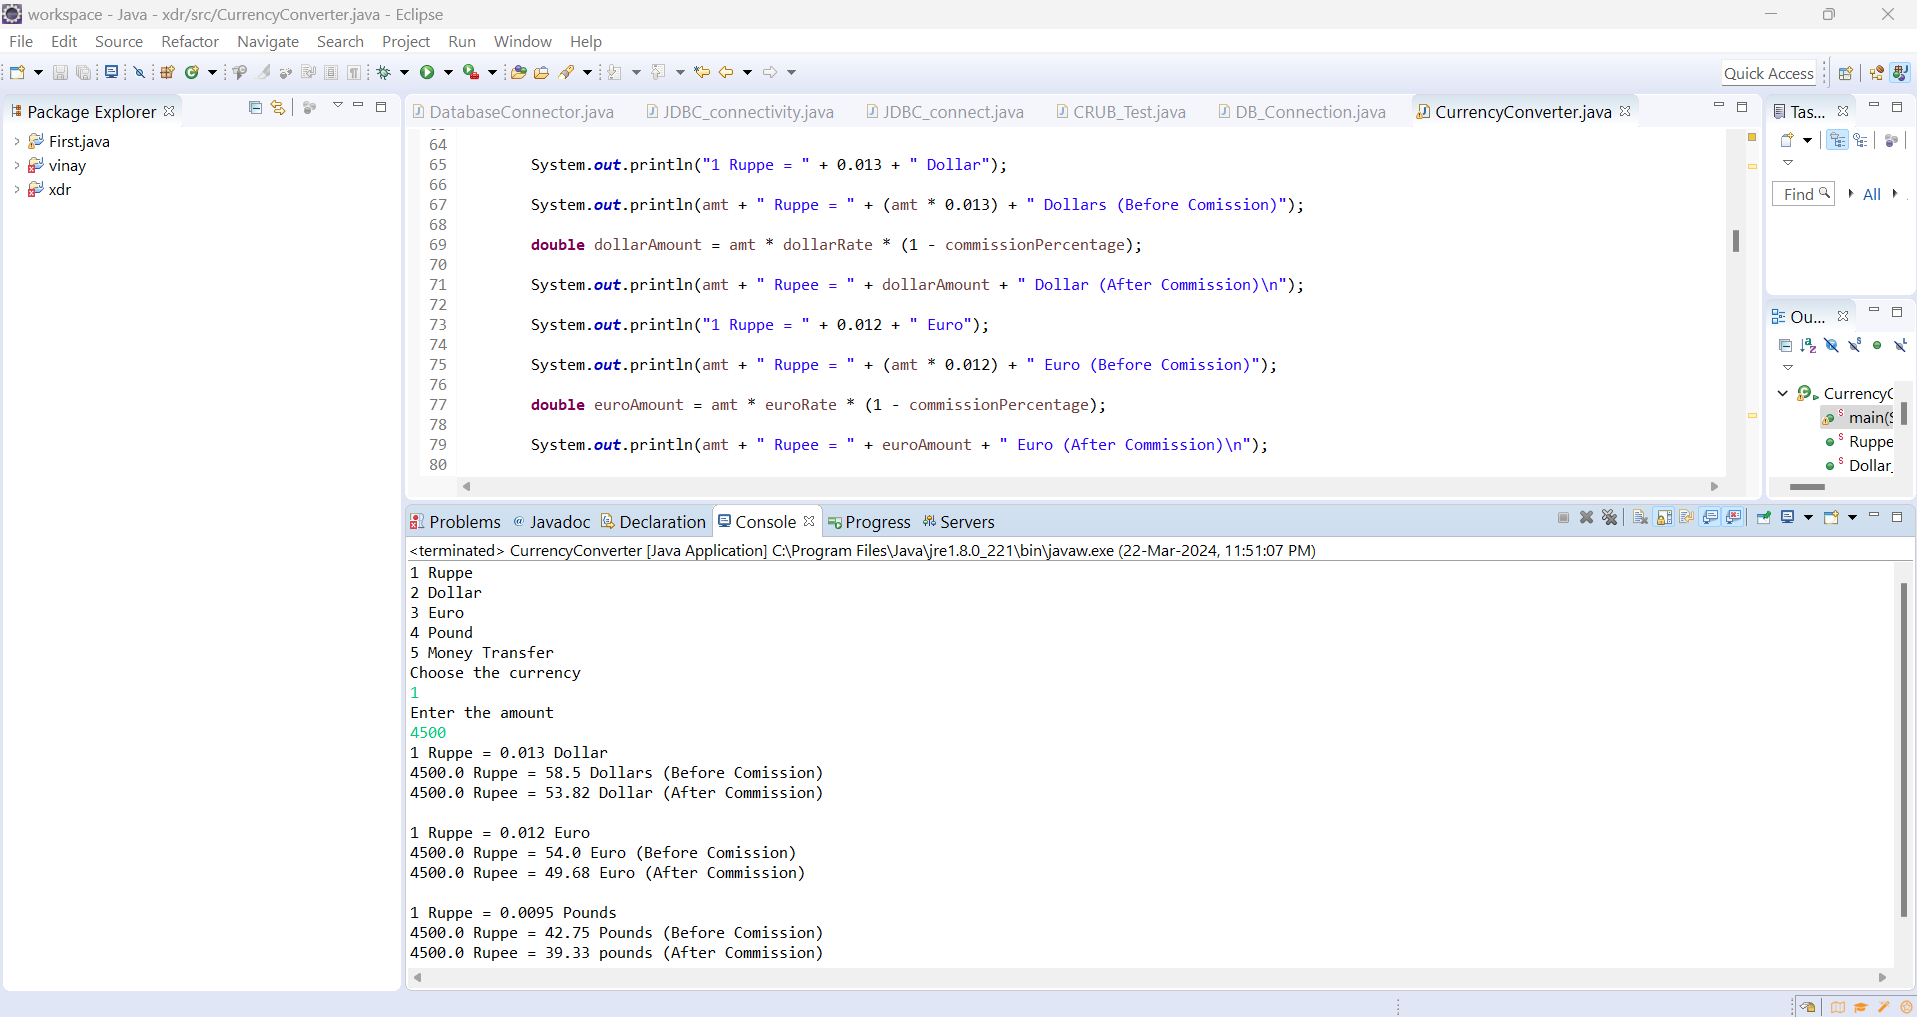 workspace - Java - xdr/src/CurrencyConverter.java - Eclipse
File Edit Source Refactor Navigate Search Project Run Window Help
Quick Access
Package Explorer
First.java
vinay
xdr
DatabaseConnector.java JDBC_connectivity.java JDBC_connect.java CRUB_Test.java DB_Connection.java CurrencyConverter.java
64
65 System.out.println("1 Ruppe = " + 0.013 + " Dollar");
66
67 System.out.println(amt + " Ruppe = " + (amt * 0.013) + " Dollars (Before Comission)");
68
69 double dollarAmount = amt * dollarRate * (1 - commissionPercentage);
70
71 System.out.println(amt + " Rupee = " + dollarAmount + " Dollar (After Commission)\n");
72
73 System.out.println("1 Ruppe = " + 0.012 + " Euro");
74
75 System.out.println(amt + " Ruppe = " + (amt * 0.012) + " Euro (Before Comission)");
76
77 double euroAmount = amt * euroRate * (1 - commissionPercentage);
78
79 System.out.println(amt + " Rupee = " + euroAmount + " Euro (After Commission)\n");
80
Tas...
Find All
Ou...
CurrencyC
main(S
Ruppe
Dollar_
Problems Javadoc Declaration Console Progress Servers
<terminated> CurrencyConverter [Java Application] C:\Program Files\Java\jre1.8.0_221\bin\javaw.exe (22-Mar-2024, 11:51:07 PM)
1 Ruppe
2 Dollar
3 Euro
4 Pound
5 Money Transfer
Choose the currency
1
Enter the amount
4500
1 Ruppe = 0.013 Dollar
4500.0 Ruppe = 58.5 Dollars (Before Comission)
4500.0 Rupee = 53.82 Dollar (After Commission)
1 Ruppe = 0.012 Euro
4500.0 Ruppe = 54.0 Euro (Before Comission)
4500.0 Rupee = 49.68 Euro (After Commission)
1 Ruppe = 0.0095 Pounds
4500.0 Ruppe = 42.75 Pounds (Before Comission)
4500.0 Rupee = 39.33 pounds (After Commission)